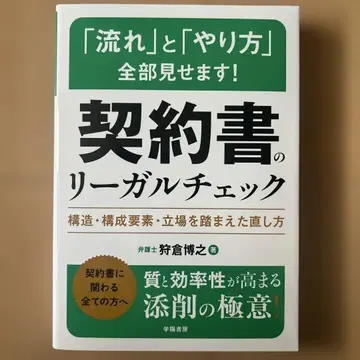 「流れ」と「やり方」
全部見せます!
契約書の
リーガルチェック
構造・構成要素・立場を踏まえた直し方
弁護士 狩倉博之 著
契約書に
関わる
全ての方へ
質と効率性が高まる
添削の極意!
学陽書房